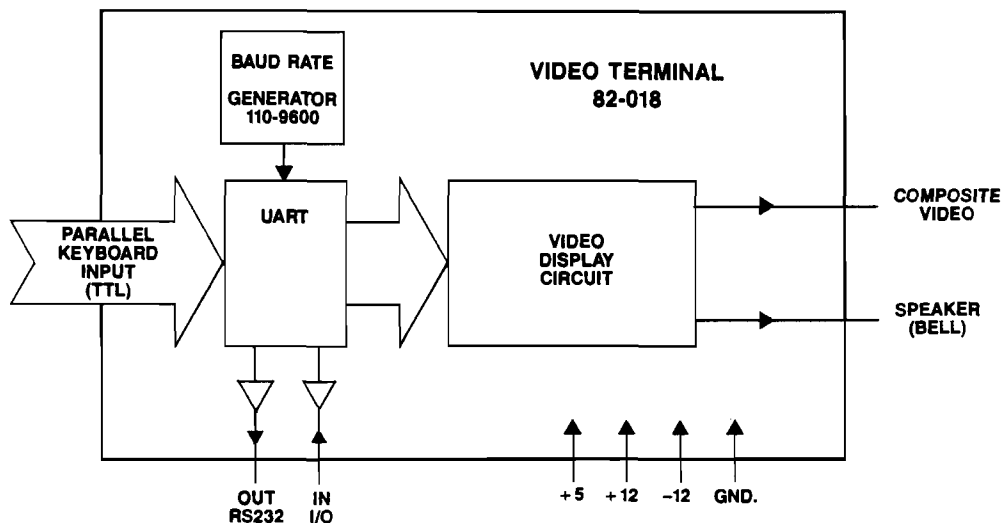 BAUD RATE
GENERATOR
110-9600
VIDEO TERMINAL
82-018
PARALLEL
KEYBOARD
INPUT
(TTL)
UART
VIDEO
DISPLAY
CIRCUIT
COMPOSITE
VIDEO
SPEAKER
(BELL)
OUT IN
RS232 I/O
+5 +12 -12 GND.